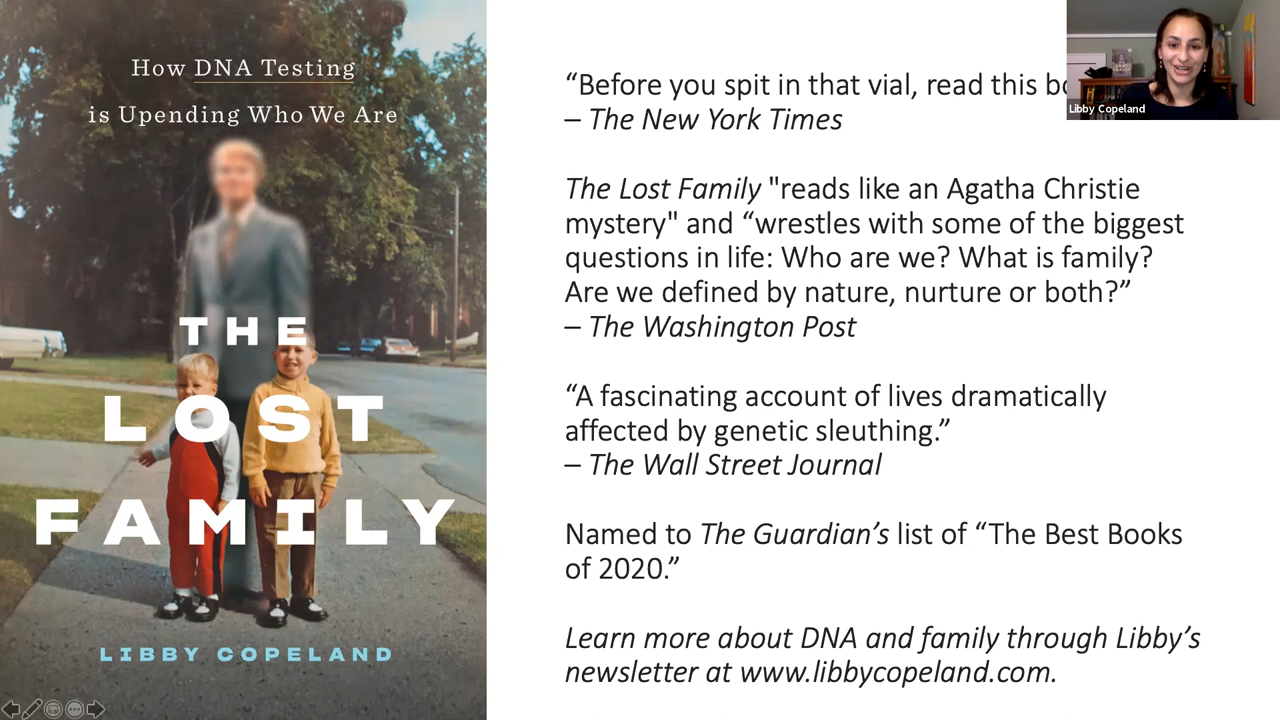 How DNA Testing
is Upending Who We Are
THE
LOST
FAMILY
LIBBY COPELAND
“Before you spit in that vial, read this
– The New York Times
The Lost Family "reads like an Agatha Christie
mystery" and “wrestles with some of the biggest
questions in life: Who are we? What is family?
Are we defined by nature, nurture or both?”
– The Washington Post
“A fascinating account of lives dramatically
affected by genetic sleuthing.”
– The Wall Street Journal
Named to The Guardian’s list of “The Best Books
of 2020.”
Learn more about DNA and family through Libby’s
newsletter at www.libbycopeland.com.
Libby Copeland